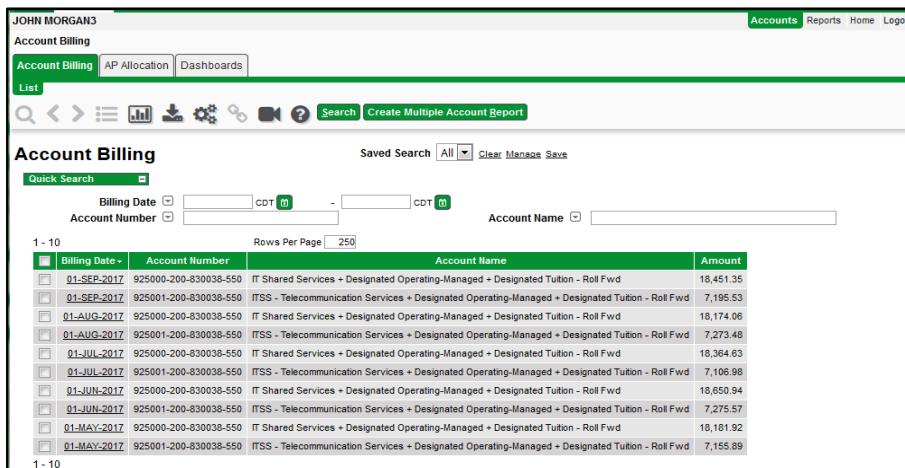 JOHN MORGAN3 Accounts Reports Home Logo
Account Billing
Account Billing AP Allocation Dashboards
List
Search Create Multiple Account Report
Account Billing Saved Search All Clear Manage Save
Quick Search
Billing Date CDT - CDT
Account Number Account Name
1 - 10 Rows Per Page 250
Billing Date Account Number Account Name Amount
01-SEP-2017 925000-200-830038-550 IT Shared Services + Designated Operating-Managed + Designated Tuition - Roll Fwd 18,451.35
01-SEP-2017 925001-200-830038-550 ITSS - Telecommunication Services + Designated Operating-Managed + Designated Tuition - Roll Fwd 7,195.53
01-AUG-2017 925000-200-830038-550 IT Shared Services + Designated Operating-Managed + Designated Tuition - Roll Fwd 18,174.06
01-AUG-2017 925001-200-830038-550 ITSS - Telecommunication Services + Designated Operating-Managed + Designated Tuition - Roll Fwd 7,273.48
01-JUL-2017 925000-200-830038-550 IT Shared Services + Designated Operating-Managed + Designated Tuition - Roll Fwd 18,364.63
01-JUL-2017 925001-200-830038-550 ITSS - Telecommunication Services + Designated Operating-Managed + Designated Tuition - Roll Fwd 7,106.98
01-JUN-2017 925000-200-830038-550 IT Shared Services + Designated Operating-Managed + Designated Tuition - Roll Fwd 18,650.94
01-JUN-2017 925001-200-830038-550 ITSS - Telecommunication Services + Designated Operating-Managed + Designated Tuition - Roll Fwd 7,275.57
01-MAY-2017 925000-200-830038-550 IT Shared Services + Designated Operating-Managed + Designated Tuition - Roll Fwd 18,181.92
01-MAY-2017 925001-200-830038-550 ITSS - Telecommunication Services + Designated Operating-Managed + Designated Tuition - Roll Fwd 7,155.89
1 - 10